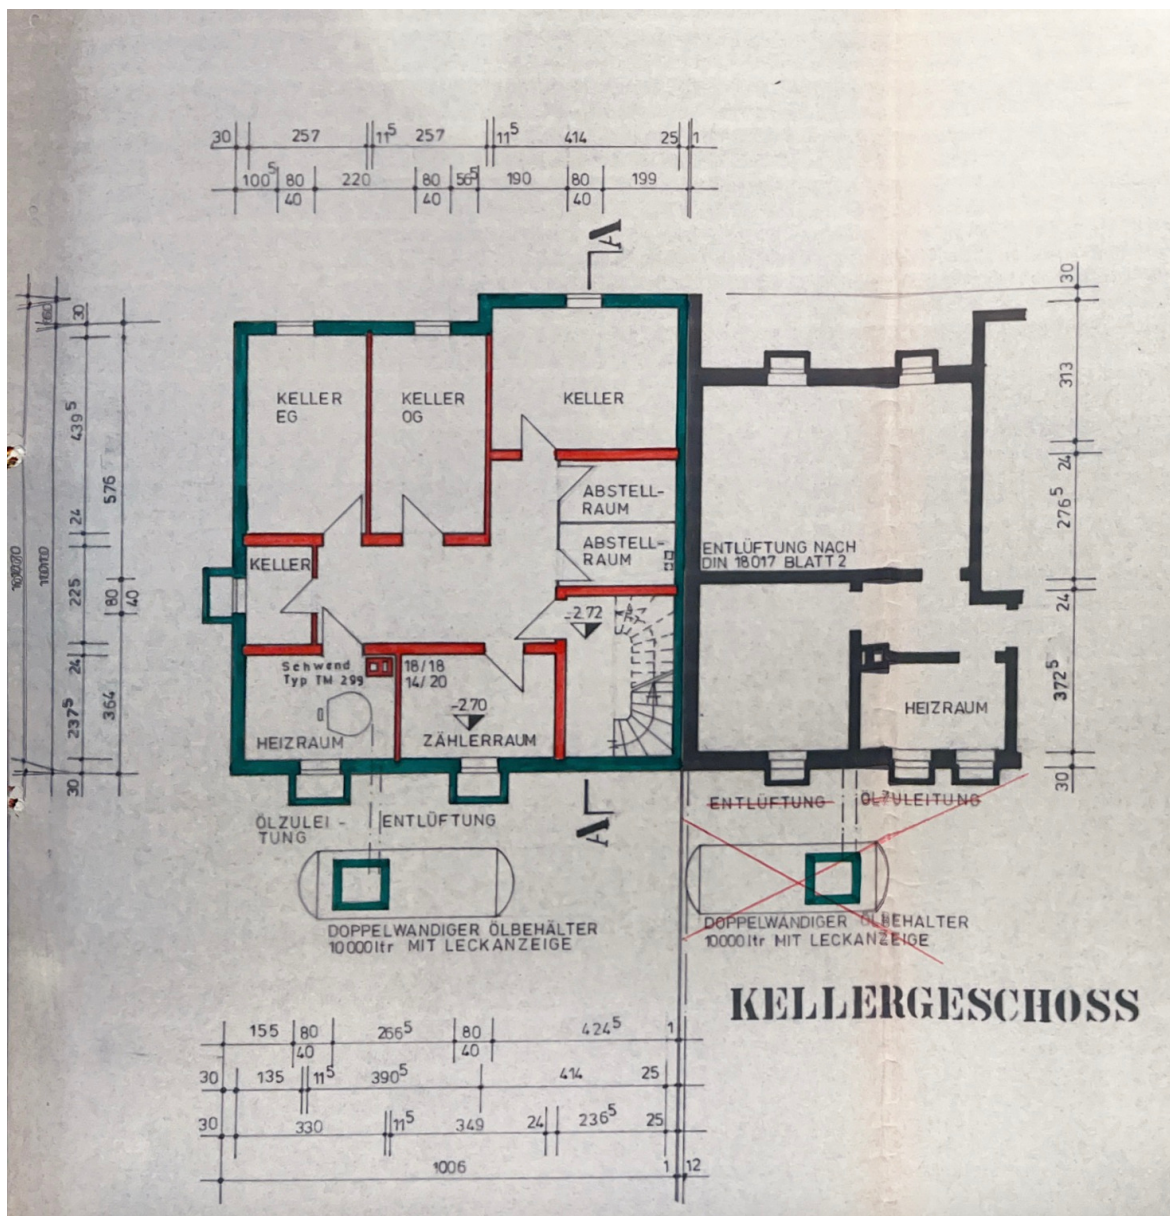 30 257 11⁵ 257 11⁵ 414 25 1
100⁵ 80 220 80 56⁵ 190 80 199
40 40 40
A
30
30
313
439⁵
KELLER
EG
KELLER
OG
KELLER
24
576
ABSTELL-
RAUM
276⁵
24
ABSTELL-
RAUM
ENTLÜFTUNG NACH
DIN 18017 BLATT 2
KELLER
225
80
40
24
-2.72
24
Schwend
Typ TM 299
18/18
14/20
372⁵
237⁵
364
-2.70
HEIZRAUM
ZÄHLERRAUM
HEIZRAUM
30
30
ENTLÜFTUNG
ÖLZULEITUNG
ÖLZULEI-
TUNG
ENTLÜFTUNG
A
DOPPELWANDIGER ÖLBEHÄLTER
10000ltr MIT LECKANZEIGE
DOPPELWANDIGER ÖLBEHÄLTER
10000ltr MIT LECKANZEIGE
KELLERGESCHOSS
155 80 266⁵ 80 424⁵ 1
40 40
30 135 11⁵ 390⁵ 414 25
30 330 11⁵ 349 24 236⁵ 25
1006 1 12